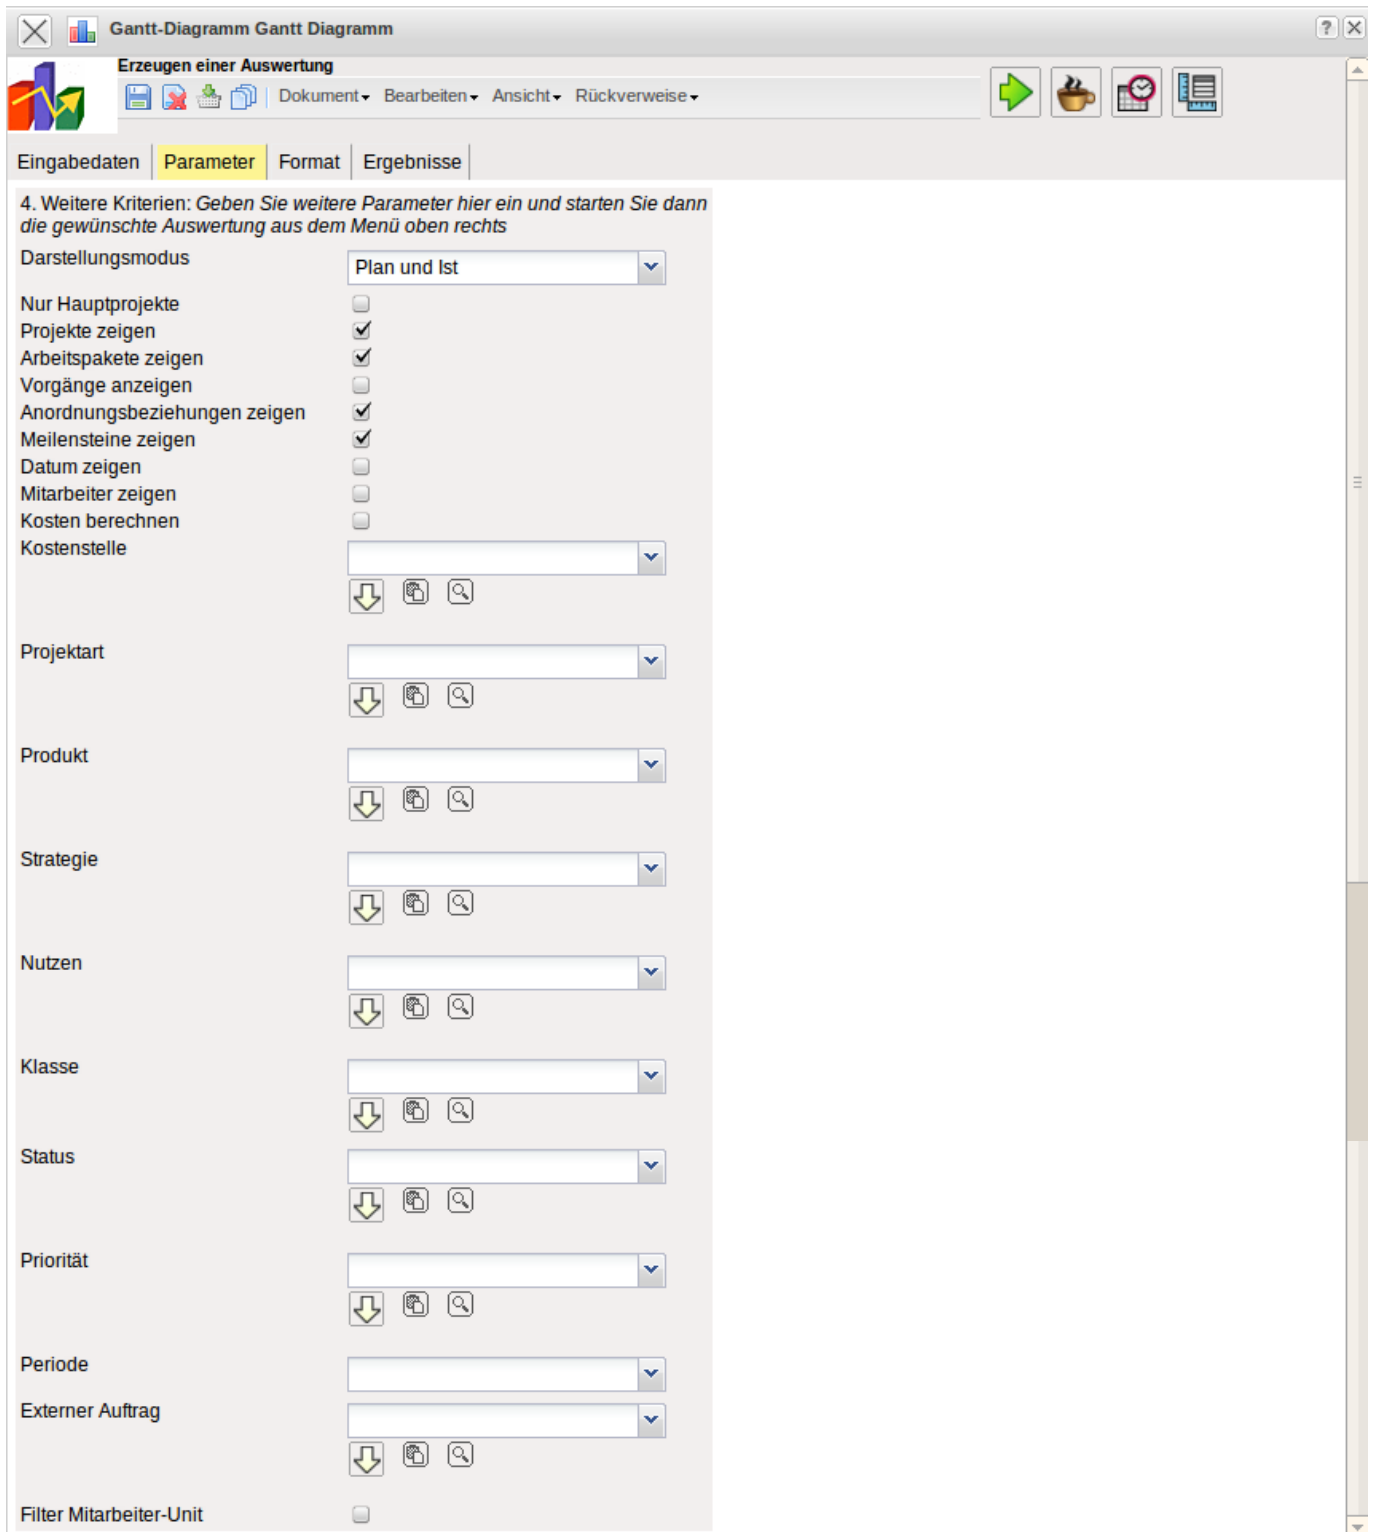 Gantt-Diagramm Gantt Diagramm
Erzeugen einer Auswertung
Dokument Bearbeiten Ansicht Rückverweise
Eingabedaten Parameter Format Ergebnisse
4. Weitere Kriterien: Geben Sie weitere Parameter hier ein und starten Sie dann
die gewünschte Auswertung aus dem Menü oben rechts
Darstellungsmodus Plan und Ist
Nur Hauptprojekte
Projekte zeigen
Arbeitspakete zeigen
Vorgänge anzeigen
Anordnungsbeziehungen zeigen
Meilensteine zeigen
Datum zeigen
Mitarbeiter zeigen
Kosten berechnen
Kostenstelle
Projektart
Produkt
Strategie
Nutzen
Klasse
Status
Priorität
Periode
Externer Auftrag
Filter Mitarbeiter-Unit